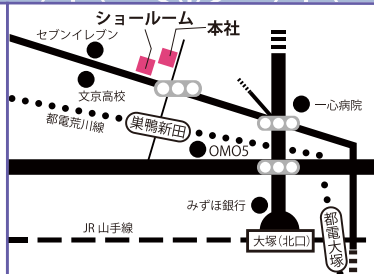 ショールーム
本社
セブンイレブン
文京高校
一心病院
都電荒川線
巣鴨新田
OMO5
みずほ銀行
JR山手線
大塚(北口)
都電大塚